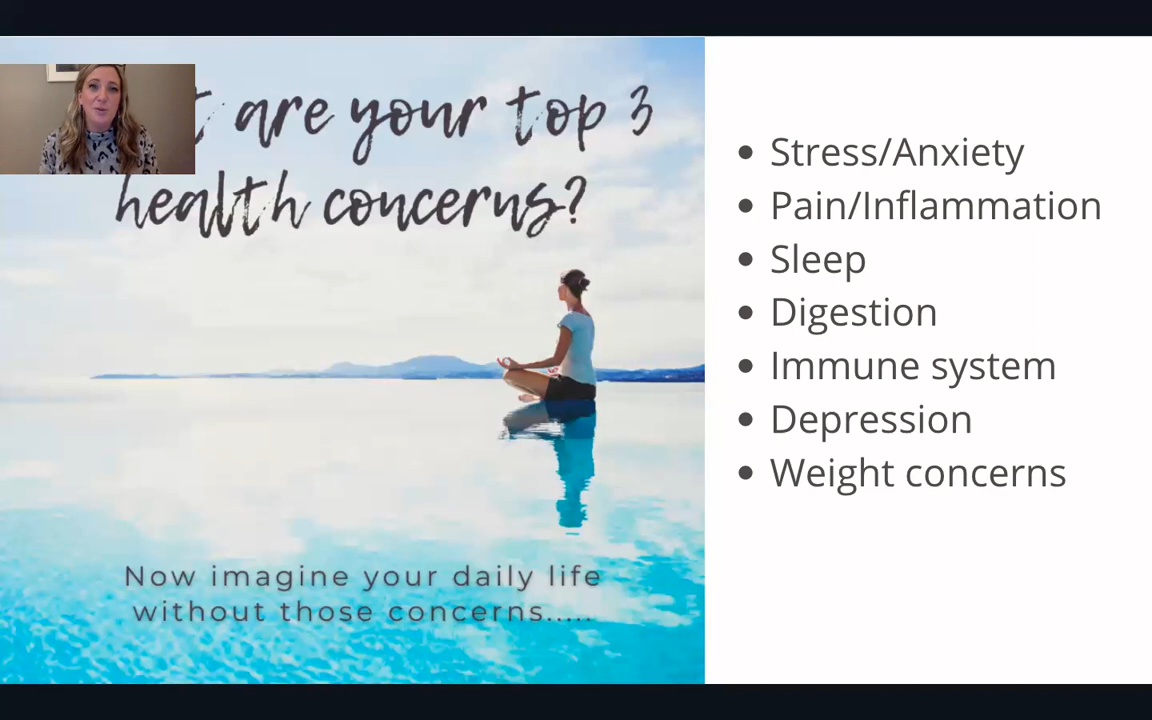 are your top 3
health concerns?
Now imagine your daily life
without those concerns.....
• Stress/Anxiety
• Pain/Inflammation
• Sleep
• Digestion
• Immune system
• Depression
• Weight concerns